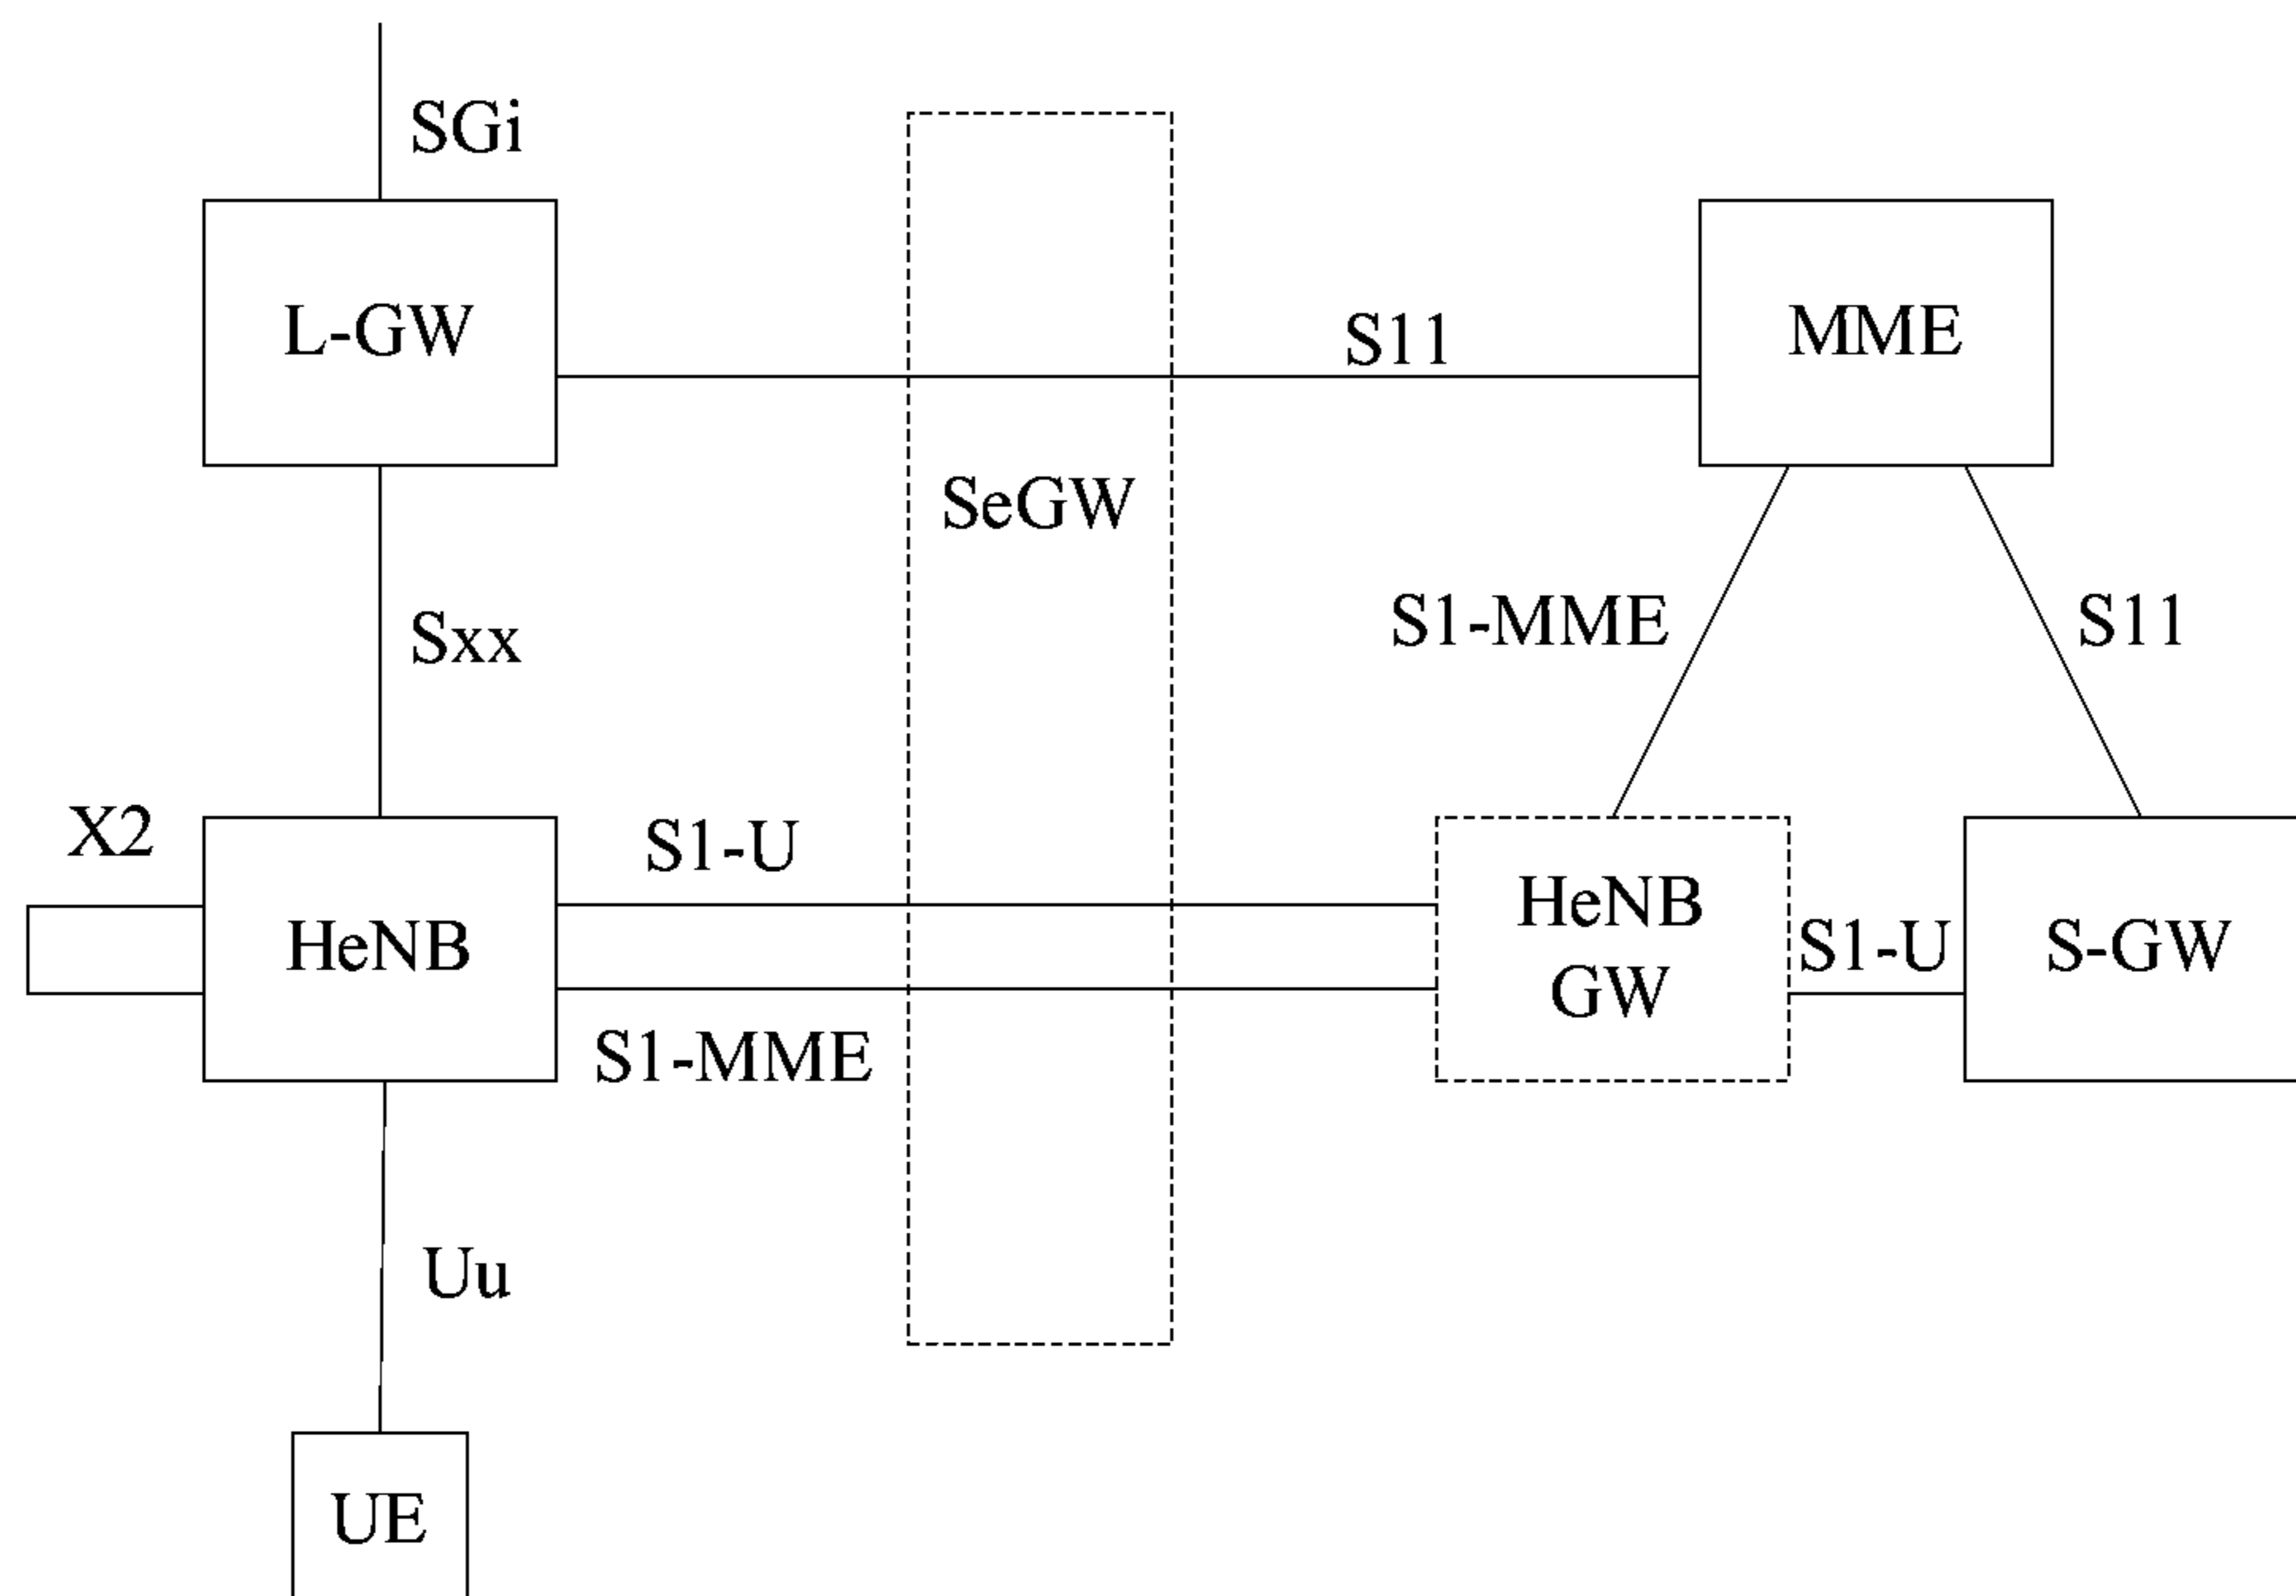 SGi
L-GW
S11
MME
SeGW
Sxx
S1-MME
S11
X2
S1-U
HeNB
HeNB
GW
S1-U
S-GW
S1-MME
Uu
UE